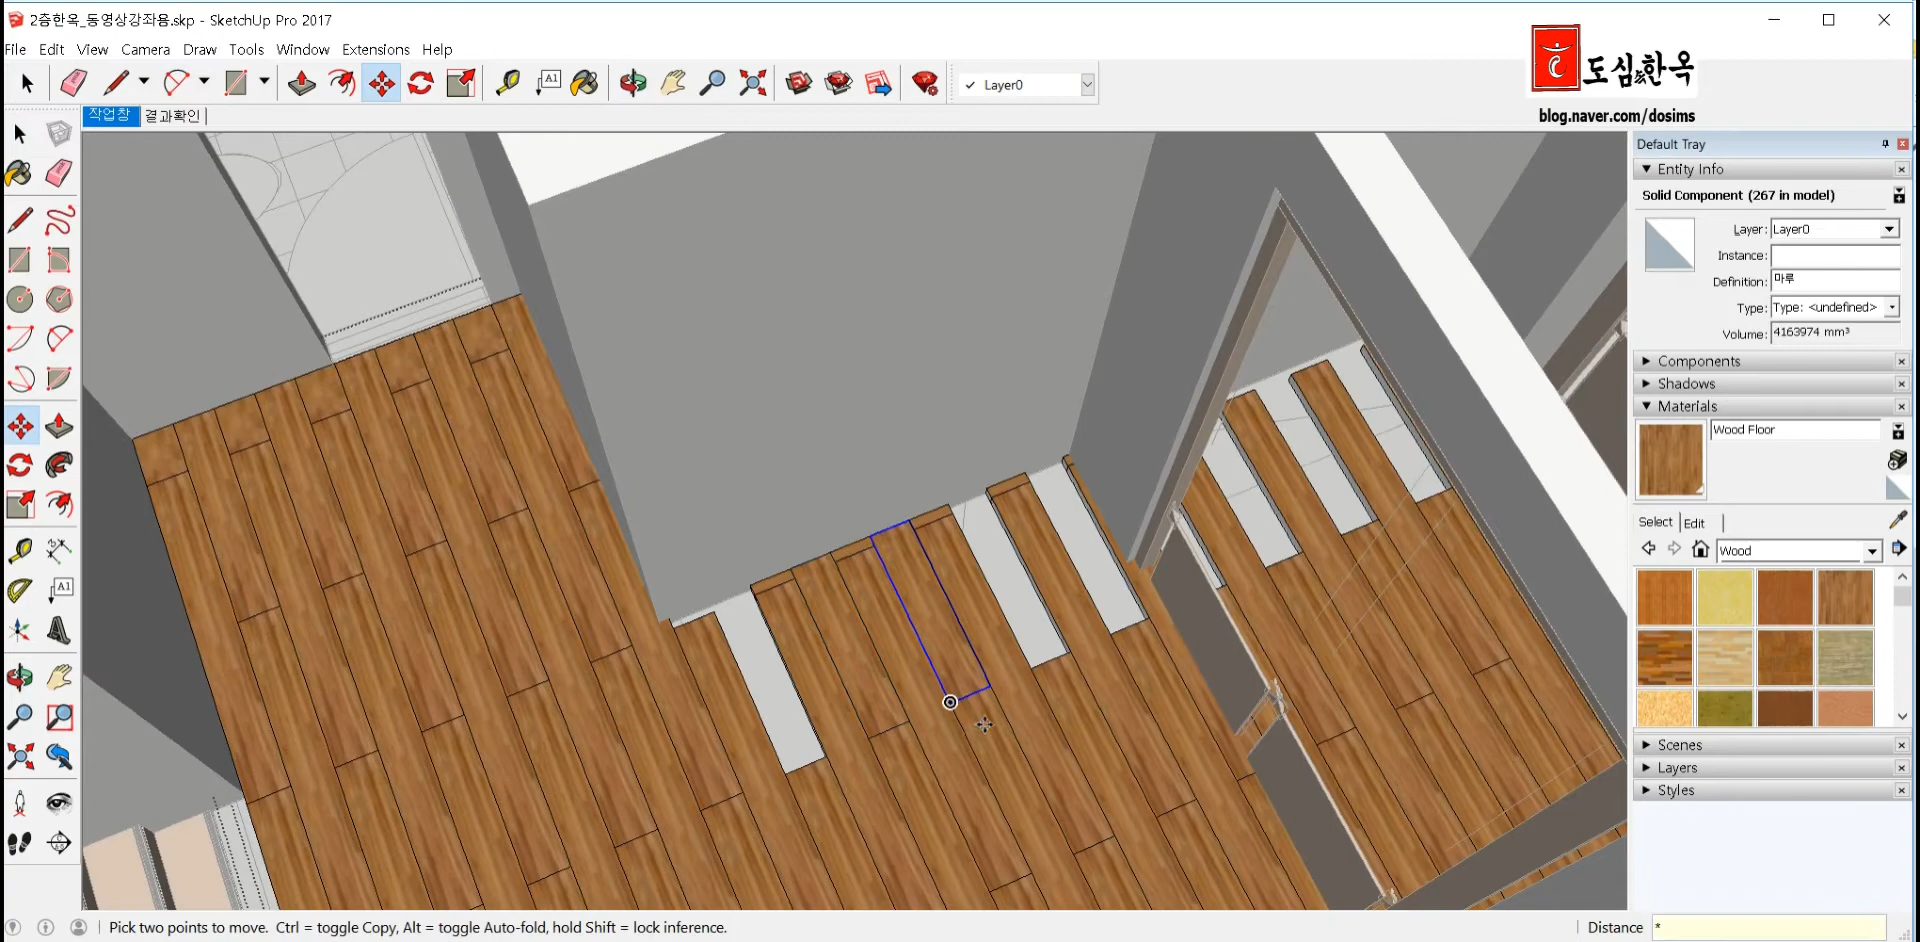 2층한옥_동영상강좌용.skp - SketchUp Pro 2017
File Edit View Camera Draw Tools Window Extensions Help
도심한옥
blog.naver.com/dosims
A1
Layer0
작업창 결과확인
Default Tray
Entity Info
Solid Component (267 in model)
Layer: Layer0
Instance:
Definition: 마루
Type: Type: <undefined>
Volume: 4163974 mm³
Components
Shadows
Materials
Wood Floor
Select Edit
Wood
Scenes
Layers
Styles
A1
Pick two points to move. Ctrl = toggle Copy, Alt = toggle Auto-fold, hold Shift = lock inference.
Distance *